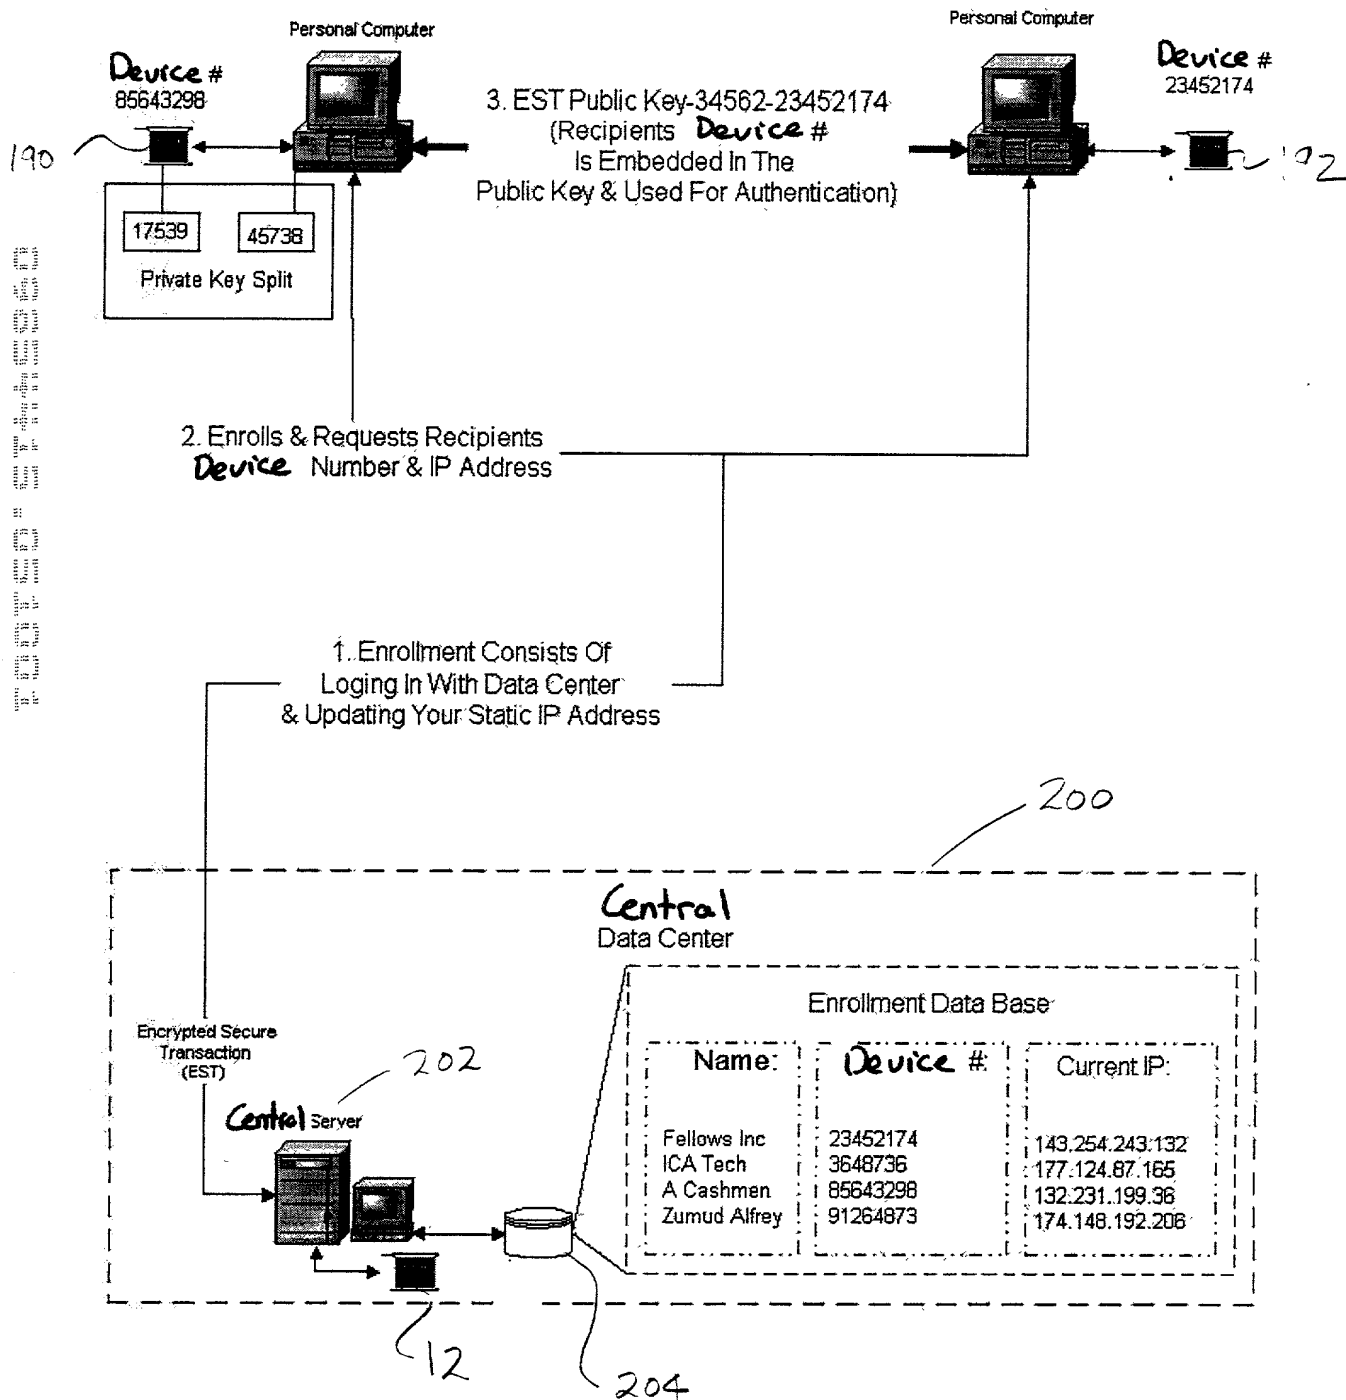 Personal Computer
Personal Computer
Device #
85643298
Device #
23452174
3. EST Public Key-34562-23452174
(Recipients Device #
Is Embedded In The
Public Key & Used For Authentication)
190
192
17539
45738
Private Key Split
2. Enrolls & Requests Recipients
Device Number & IP Address
1. Enrollment Consists Of
Loging In With Data Center
& Updating Your Static IP Address
200
Central
Data Center
Enrollment Data Base
Encrypted Secure
Transaction
(EST)
202
Central Server
Name:
Device #:
Current IP:
Fellows Inc 23452174 143.254.243.132
ICA Tech 3648736 177.124.87.165
A Cashmen 85643298 132.231.199.36
Zumud Alfrey 91264873 174.148.192.206
12
204